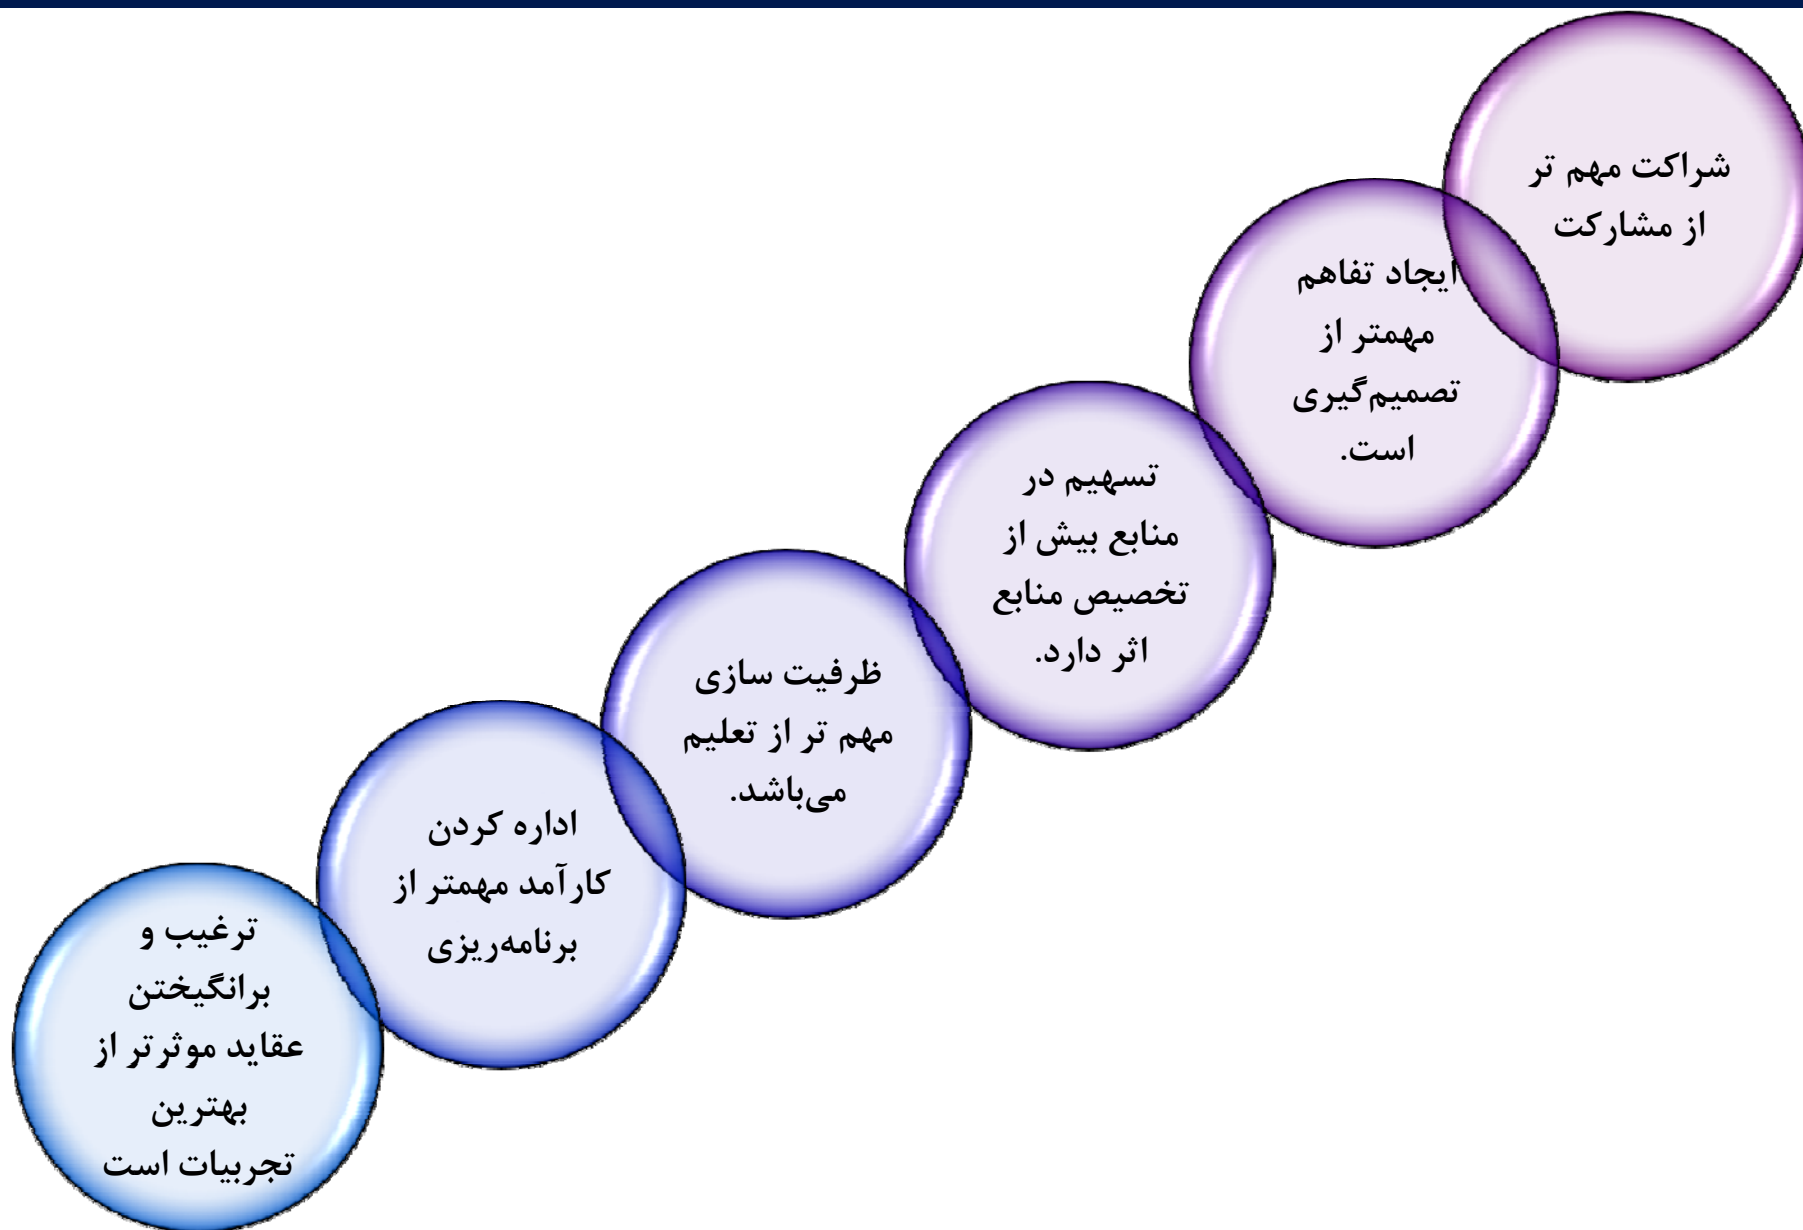 شراکت مهم تر
از مشارکت
ایجاد تفاهم
مهمتر از
تصمیم‌گیری
است.
تسهیم در
منابع بیش از
تخصیص منابع
اثر دارد.
ظرفیت سازی
مهم تر از تعلیم
می‌باشد.
اداره کردن
کارآمد مهمتر از
برنامه‌ریزی
ترغیب و
برانگیختن
عقاید موثرتر از
بهترین
تجربیات است